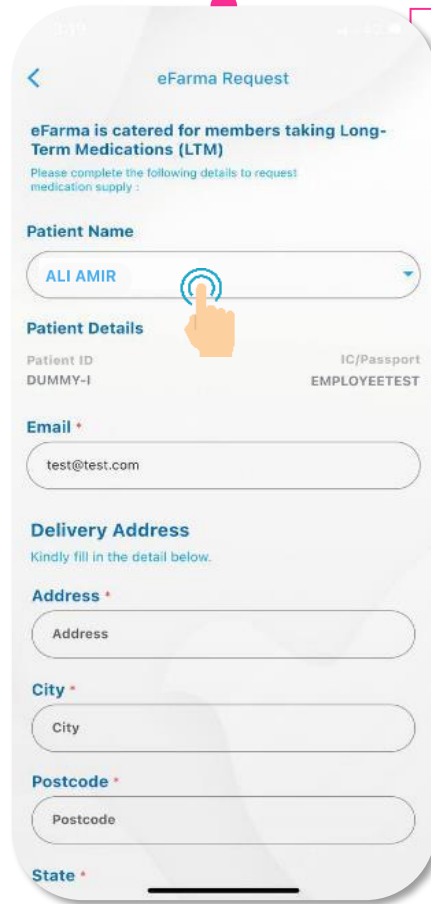 eFarma Request
eFarma is catered for members taking Long-
Term Medications (LTM)
Please complete the following details to request
medication supply :
Patient Name
ALI AMIR
Patient Details
Patient ID
IC/Passport
DUMMY-I
EMPLOYEETEST
Email *
test@test.com
Delivery Address
Kindly fill in the detail below.
Address *
Address
City *
City
Postcode *
Postcode
State *